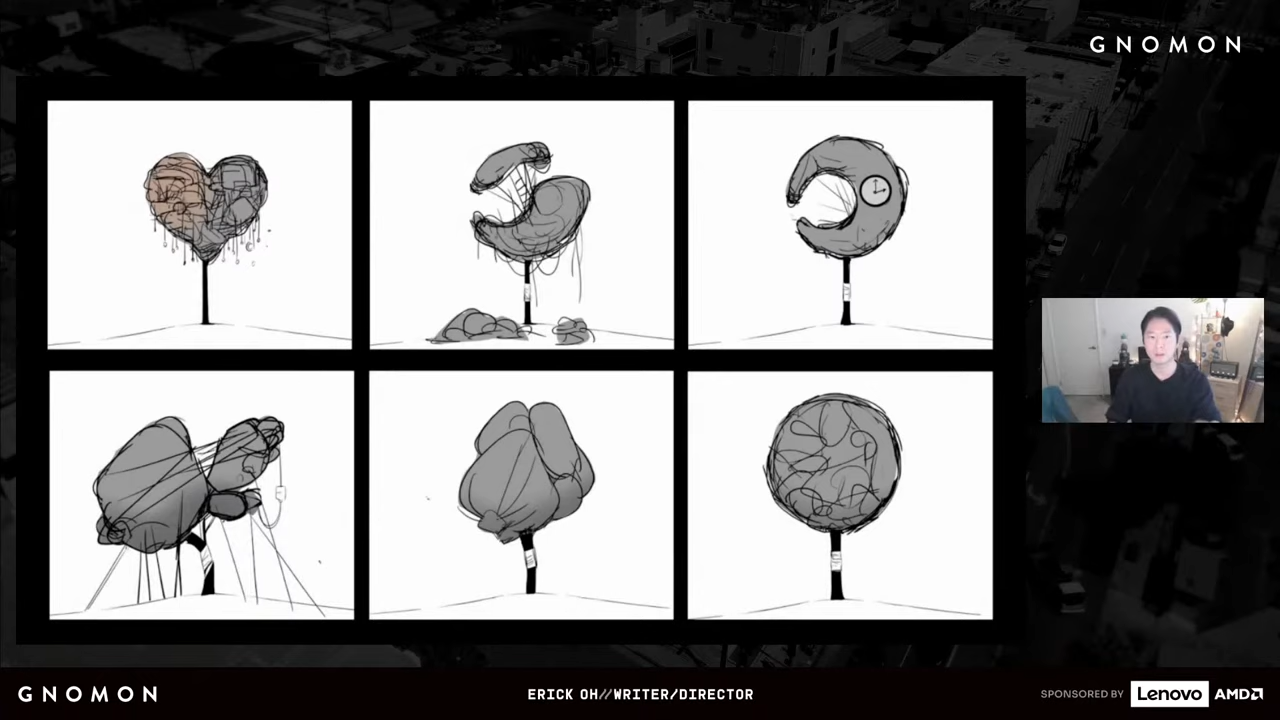 GNOMON
GNOMON
ERICK OH//WRITER/DIRECTOR
SPONSORED BY Lenovo AMD